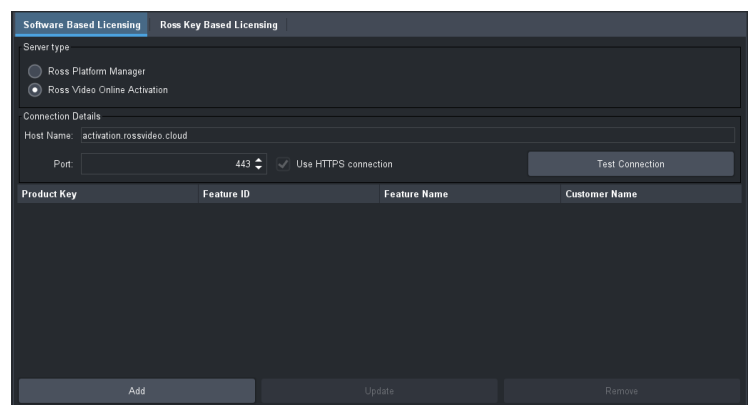 Software Based Licensing Ross Key Based Licensing
Server type
Ross Platform Manager
Ross Video Online Activation
Connection Details
Host Name: activation.rossvideo.cloud
Port: 443 Use HTTPS connection Test Connection
Product Key Feature ID Feature Name Customer Name
Add Update Remove